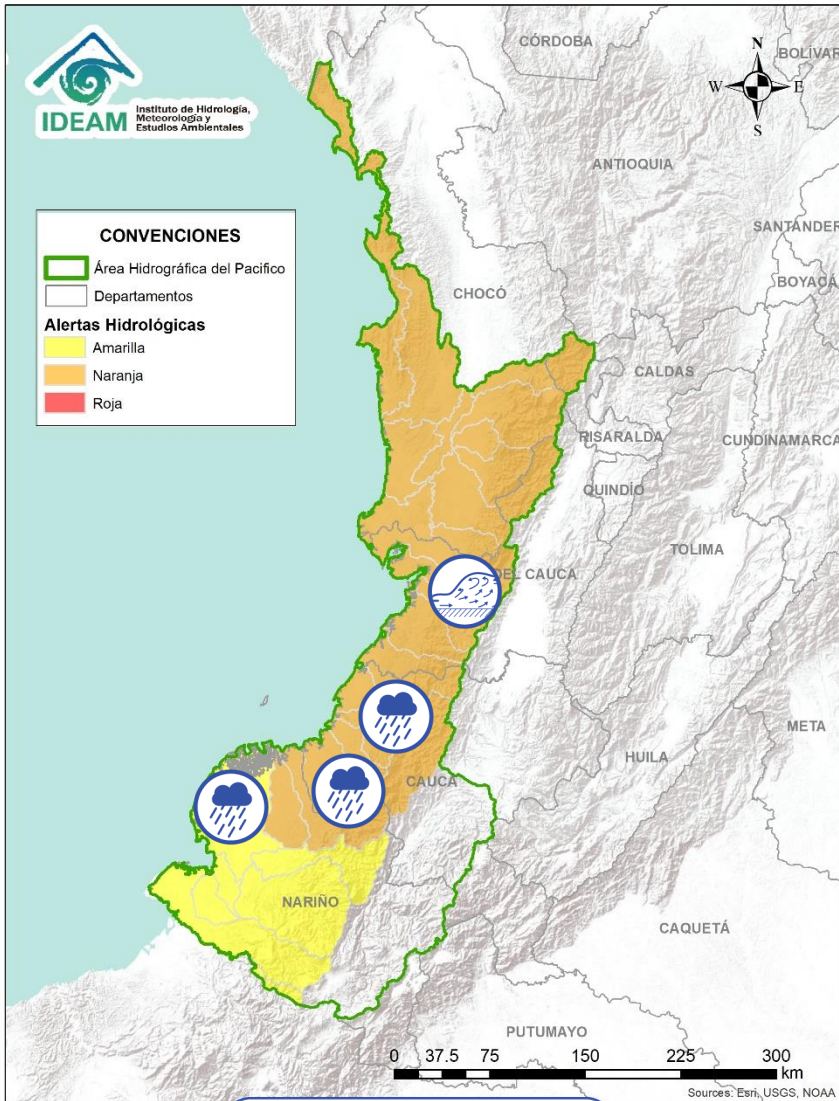 IDEAM
Instituto de Hidrología,
Meteorología y
Estudios Ambientales
CÓRDOBA
BOLÍVAR
N
W E
S
ANTIOQUIA
SANTANDER
BOYACÁ
CONVENCIONES
Área Hidrográfica del Pacifico
Departamentos
Alertas Hidrológicas
Amarilla
Naranja
Roja
CHOCÓ
CALDAS
RISARALDA
CUNDINAMARCA
QUINDÍO
TOLIMA
DEL CAUCA
META
HUILA
CAUCA
NARIÑO
CAQUETÁ
PUTUMAYO
0 37.5 75 150 225 300
km
Sources: Esri, USGS, NOAA